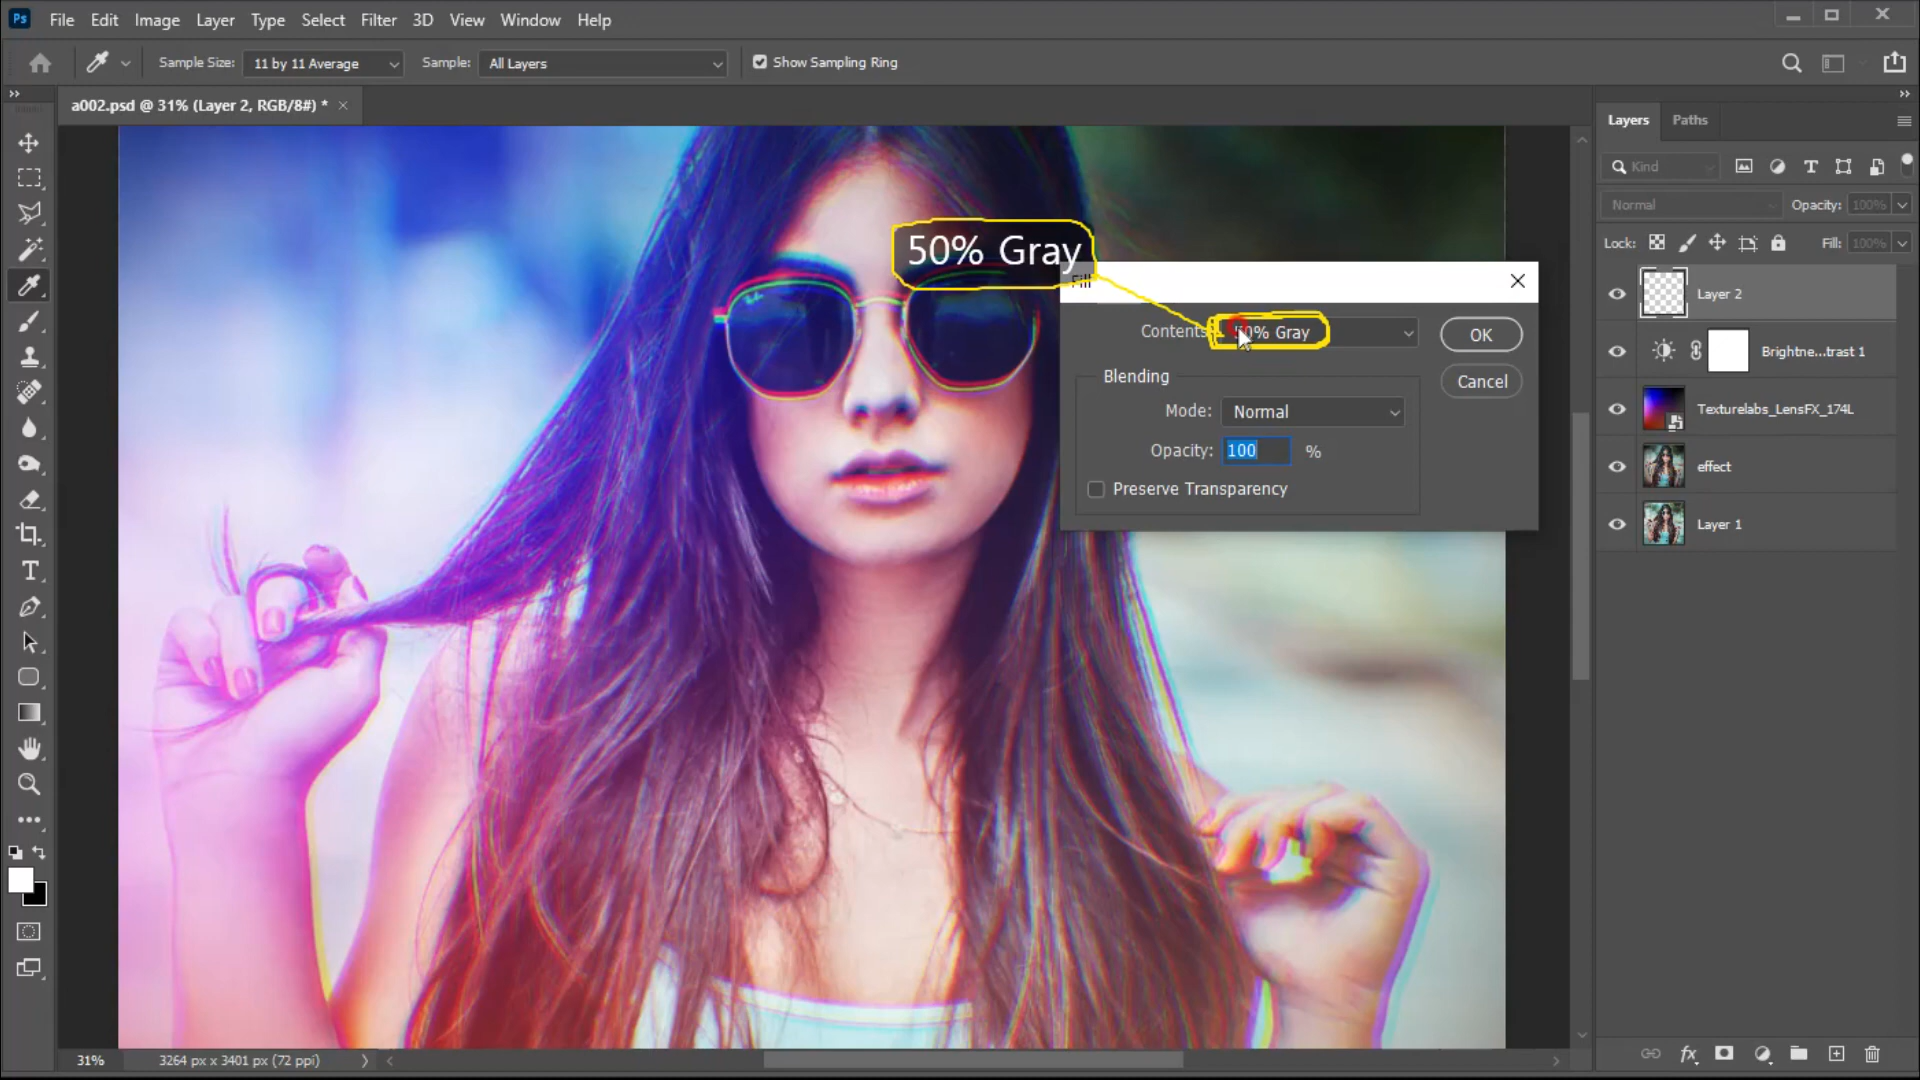 Ps File Edit Image Layer Type Select Filter 3D View Window Help
Sample Size: 11 by 11 Average Sample: All Layers Show Sampling Ring
a002.psd @ 31% (Layer 2, RGB/8#) * ×
Layers Paths
Kind
Normal Opacity: 100%
Lock: Fill: 100%
50% Gray
Fill
Contents 50% Gray OK
Blending Cancel
Mode: Normal
Opacity: 100 %
Preserve Transparency
Layer 2
Brightne...trast 1
Texturelabs_LensFX_174L
effect
Layer 1
31% 3264 px x 3401 px (72 ppi)